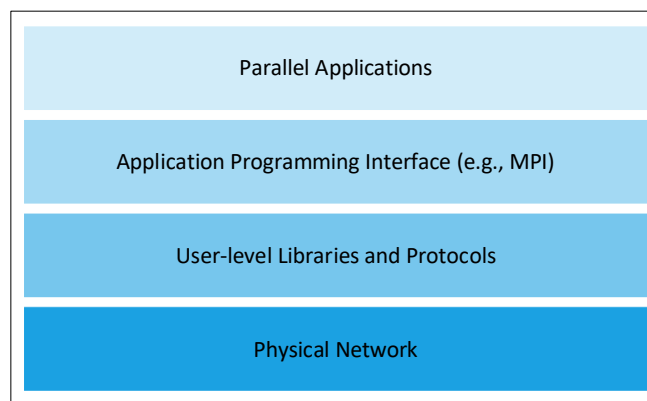 Parallel Applications
Application Programming Interface (e.g., MPI)
User-level Libraries and Protocols
Physical Network